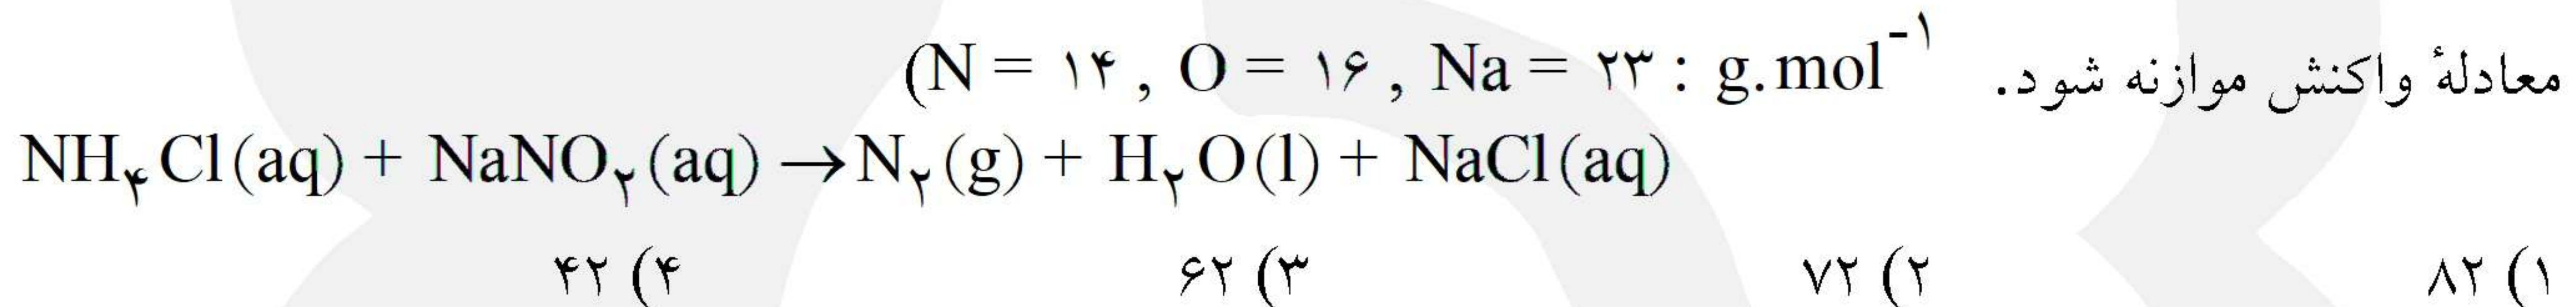 معادلهٔ واکنش موازنه شود. (N = ۱۴ , O = ۱۶ , Na = ۲۳ : g.mol⁻¹)
NH₄Cl(aq) + NaNO₂(aq) → N₂(g) + H₂O(l) + NaCl(aq)
۱) ۸۲ ۲) ۷۲ ۳) ۶۲ ۴) ۴۲